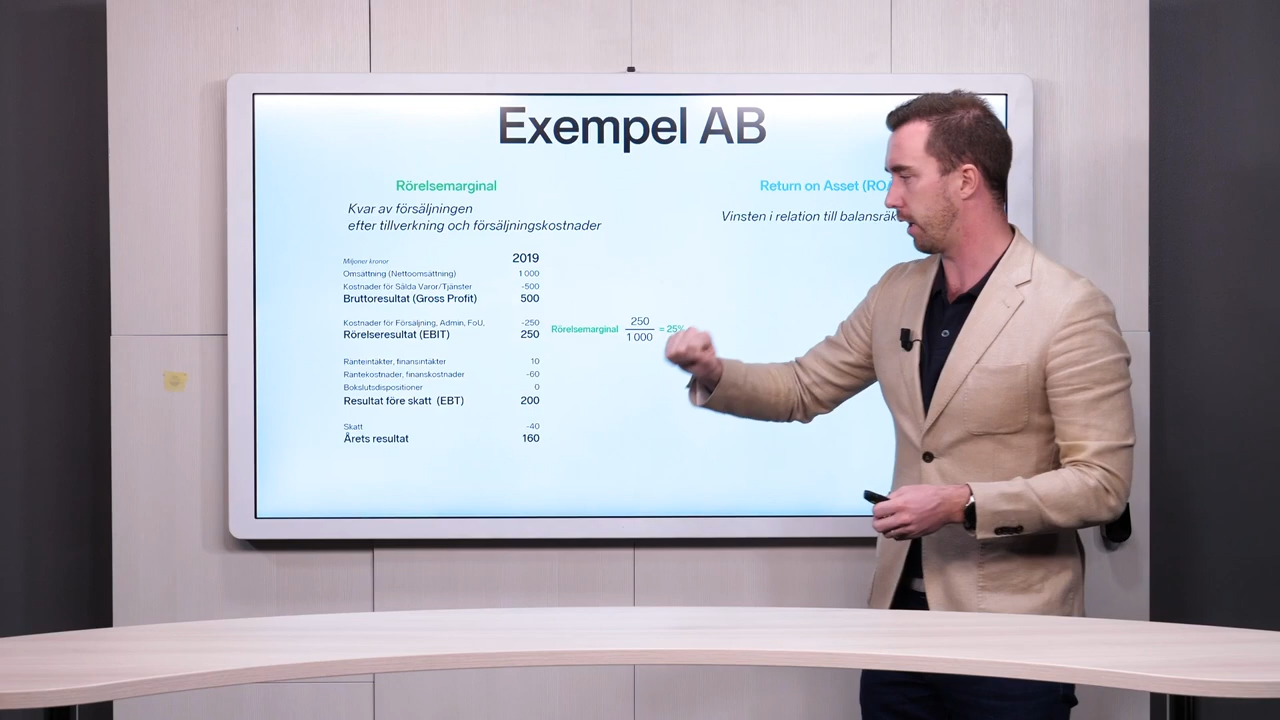 Exempel AB
Rörelsemarginal
Kvar av försäljningen
efter tillverkning och försäljningskostnader
Miljoner kronor 2019
Omsättning (Nettoomsättning) 1 000
Kostnader för Sålda Varor/Tjänster -500
Bruttoresultat (Gross Profit) 500
Kostnader för Försäljning, Admin, FoU, -250
Rörelseresultat (EBIT) 250
Rörelsemarginal 250 / 1 000 = 25%
Ränteintäkter, finansintäkter 10
Räntekostnader, finanskostnader -60
Bokslutsdispositioner 0
Resultat före skatt (EBT) 200
Skatt -40
Årets resultat 160
Return on Asset (ROA
Vinsten i relation till